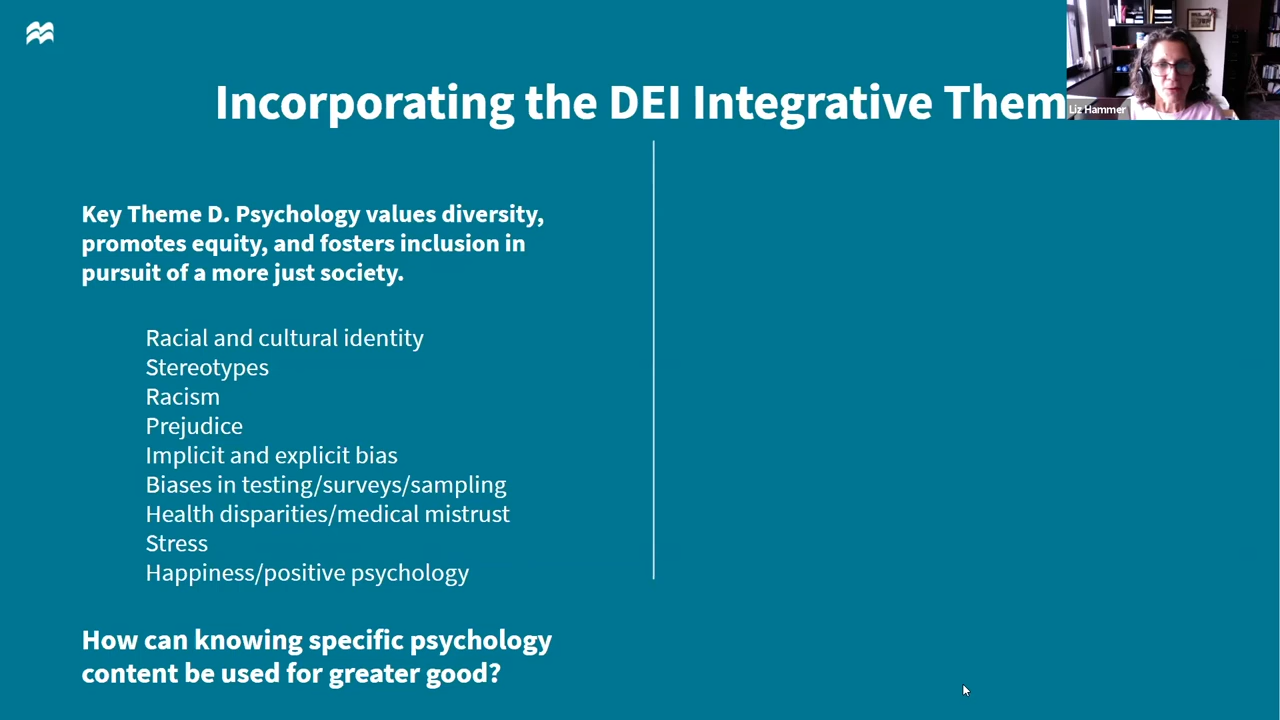 Incorporating the DEI Integrative Them
Liz Hammer
Key Theme D. Psychology values diversity,
promotes equity, and fosters inclusion in
pursuit of a more just society.
Racial and cultural identity
Stereotypes
Racism
Prejudice
Implicit and explicit bias
Biases in testing/surveys/sampling
Health disparities/medical mistrust
Stress
Happiness/positive psychology
How can knowing specific psychology
content be used for greater good?